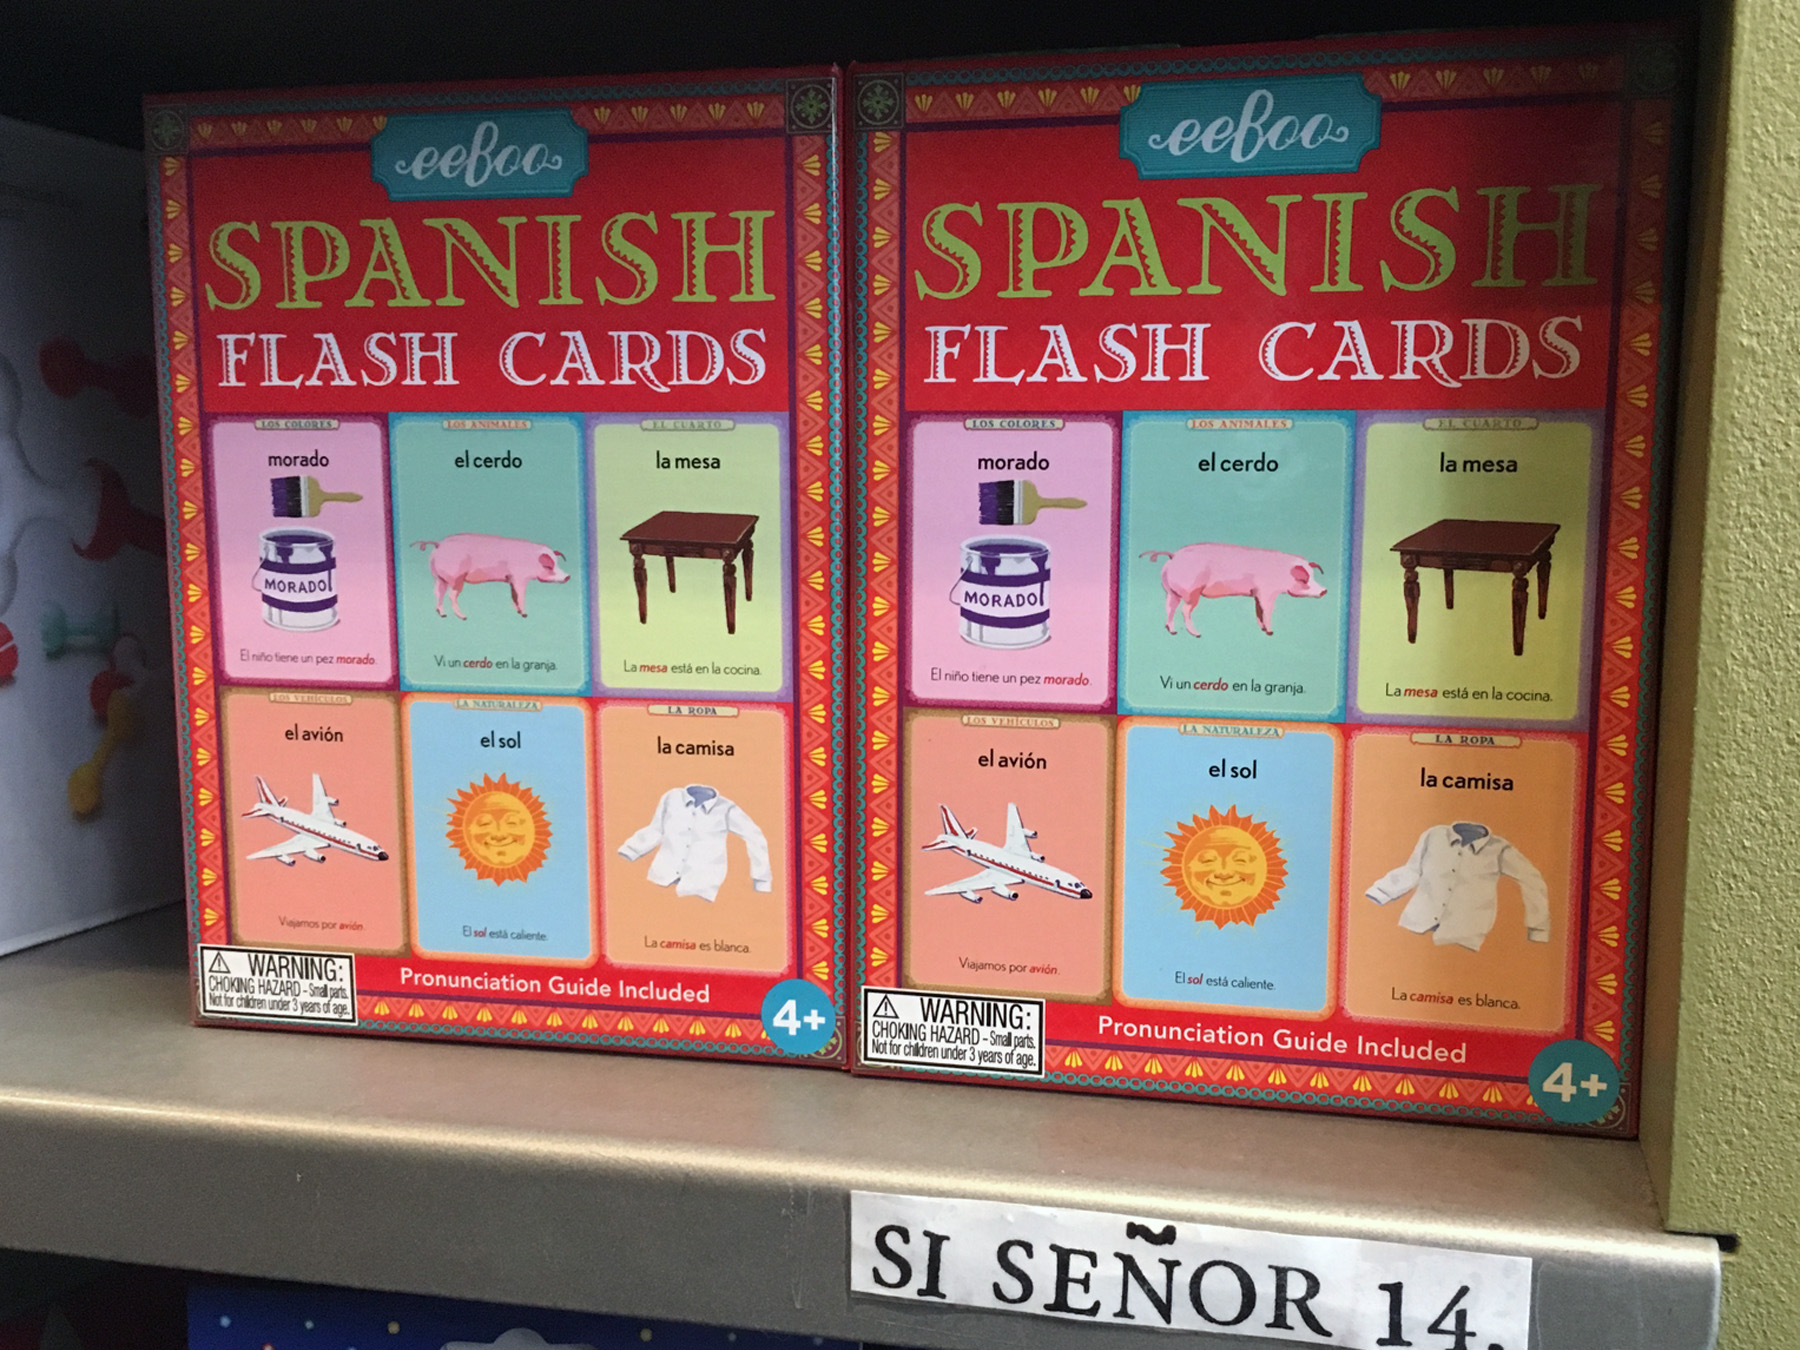 eeboo
SPANISH
FLASH CARDS
LOS COLORES
morado
MORADO
El niño tiene un pez morado.
LOS ANIMALES
el cerdo
Vi un cerdo en la granja.
EL CUARTO
la mesa
La mesa está en la cocina.
LOS VEHÍCULOS
el avión
Viajamos por avión.
LA NATURALEZA
el sol
El sol está caliente.
LA ROPA
la camisa
La camisa es blanca.
WARNING:
CHOKING HAZARD - Small parts.
Not for children under 3 years of age.
Pronunciation Guide Included
4+
eeboo
SPANISH
FLASH CARDS
LOS COLORES
morado
MORADO
El niño tiene un pez morado.
LOS ANIMALES
el cerdo
Vi un cerdo en la granja.
EL CUARTO
la mesa
La mesa está en la cocina.
LOS VEHÍCULOS
el avión
Viajamos por avión.
LA NATURALEZA
el sol
El sol está caliente.
LA ROPA
la camisa
La camisa es blanca.
WARNING:
CHOKING HAZARD - Small parts.
Not for children under 3 years of age.
Pronunciation Guide Included
4+
SI SEÑOR 14.